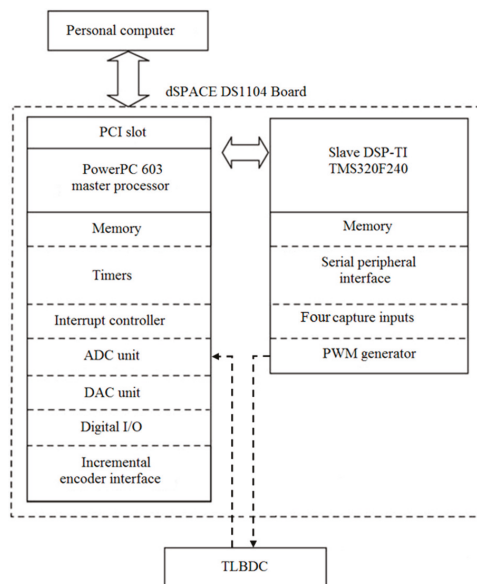 Personal computer
dSPACE DS1104 Board
PCI slot
PowerPC 603
master processor
Memory
Timers
Interrupt controller
ADC unit
DAC unit
Digital I/O
Incremental
encoder interface
Slave DSP-TI
TMS320F240
Memory
Serial peripheral
interface
Four capture inputs
PWM generator
TLBDC